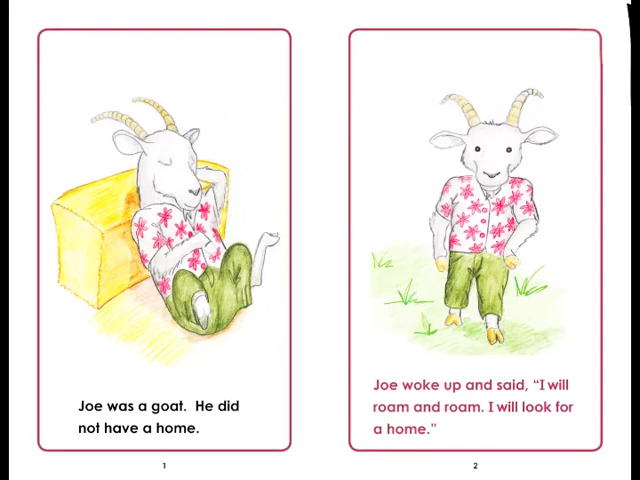 Joe was a goat.  He did
not have a home.
1
Joe woke up and said, “I will
roam and roam. I will look for
a home.”
2